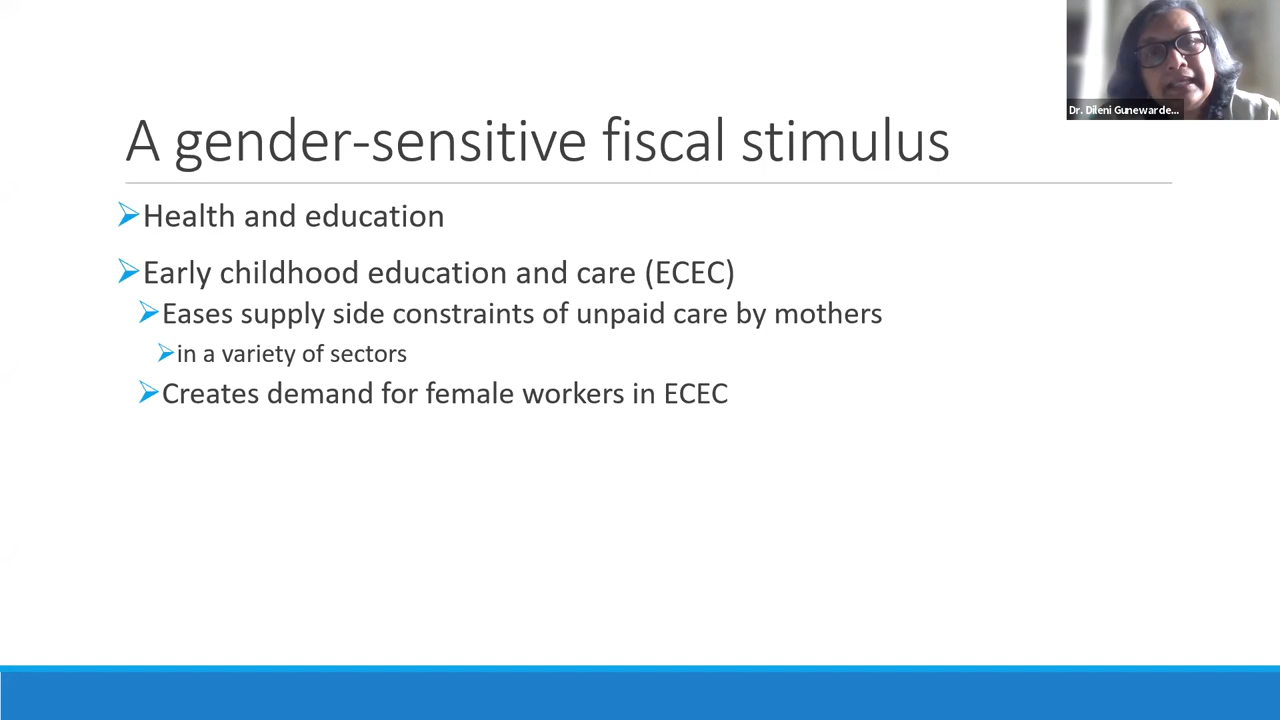 A gender-sensitive fiscal stimulus
Health and education
Early childhood education and care (ECEC)
Eases supply side constraints of unpaid care by mothers
in a variety of sectors
Creates demand for female workers in ECEC
Dr. Dileni Gunewarde...